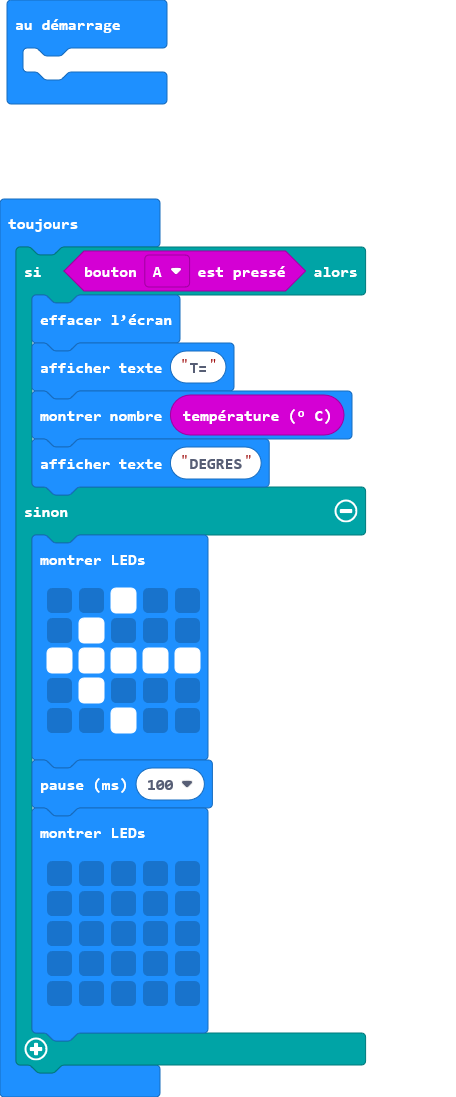 au démarrage
toujours
si bouton A est pressé alors
effacer l’écran
afficher texte "T="
montrer nombre température (º C)
afficher texte "DEGRES"
sinon
montrer LEDs
pause (ms) 100
montrer LEDs